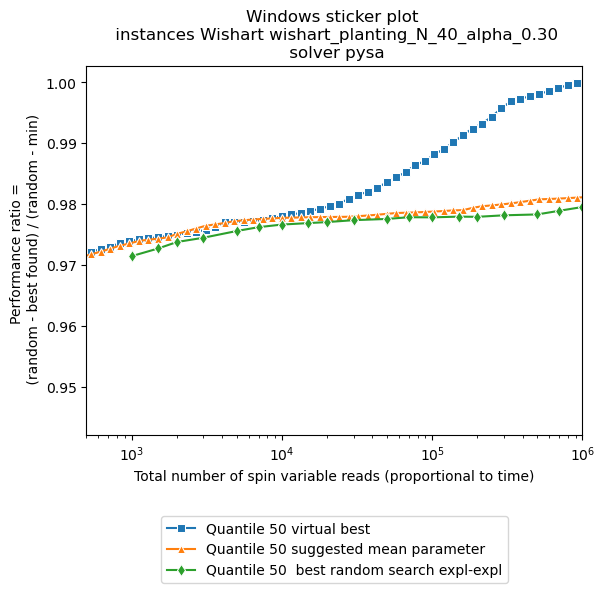 Windows sticker plot
instances Wishart wishart_planting_N_40_alpha_0.30
solver pysa
Performance ratio =
(random - best found) / (random - min)
1.00
0.99
0.98
0.97
0.96
0.95
10³
10⁴
10⁵
10⁶
Total number of spin variable reads (proportional to time)
Quantile 50 virtual best
Quantile 50 suggested mean parameter
Quantile 50  best random search expl-expl